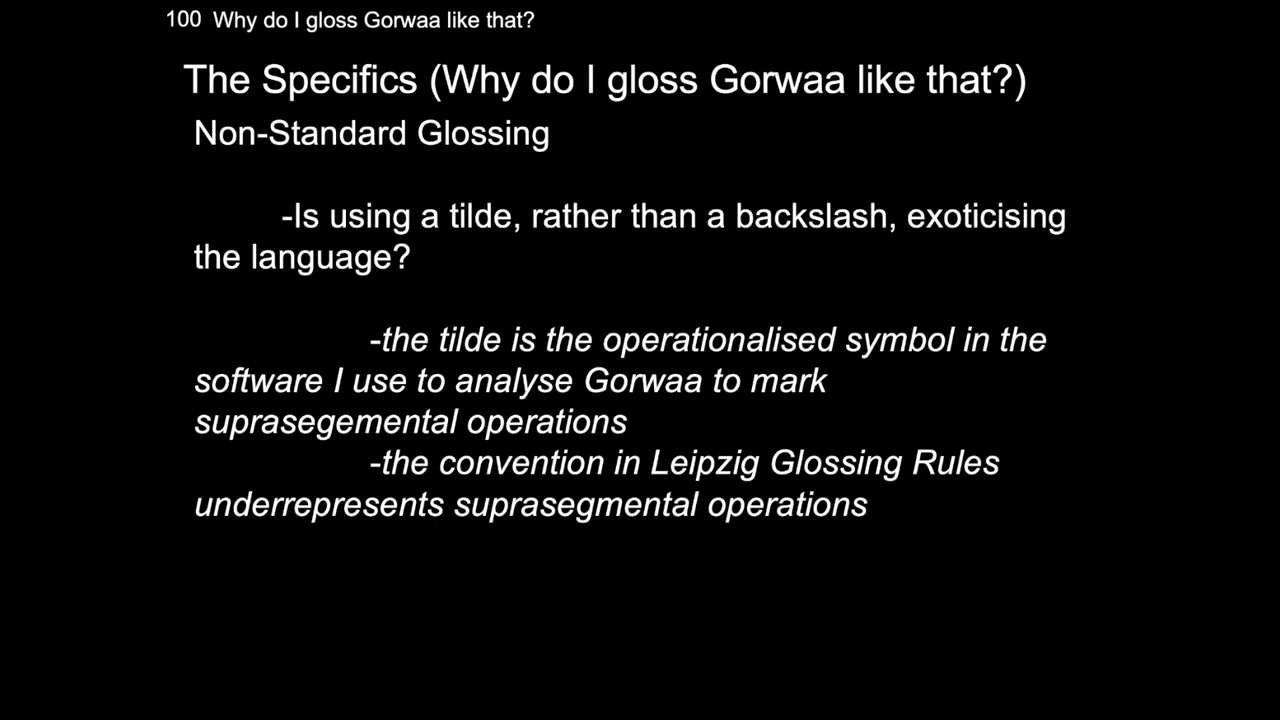 100 Why do I gloss Gorwaa like that?
The Specifics (Why do I gloss Gorwaa like that?)
Non-Standard Glossing
-Is using a tilde, rather than a backslash, exoticising
the language?
-the tilde is the operationalised symbol in the
software I use to analyse Gorwaa to mark
suprasegemental operations
-the convention in Leipzig Glossing Rules
underrepresents suprasegmental operations